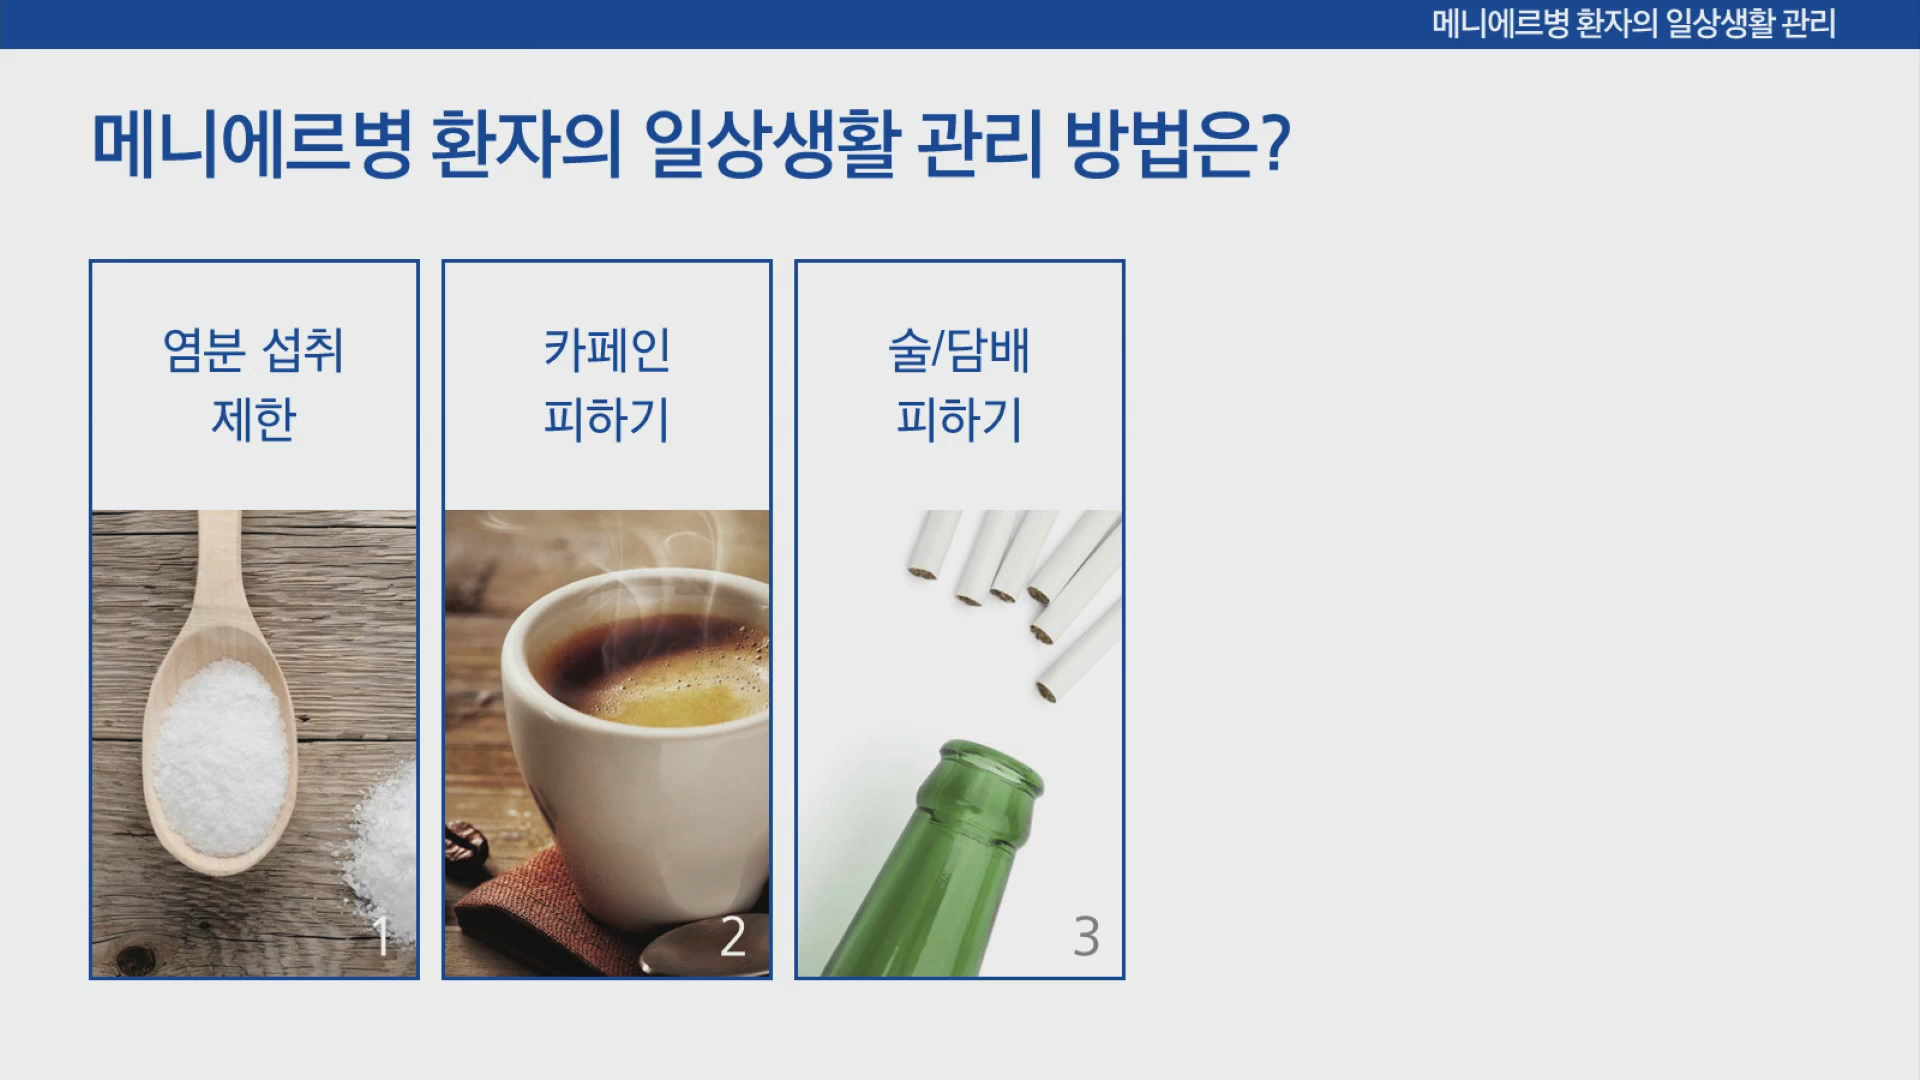 메니에르병 환자의 일상생활 관리
메니에르병 환자의 일상생활 관리 방법은?
염분 섭취
제한
1
카페인
피하기
2
술/담배
피하기
3